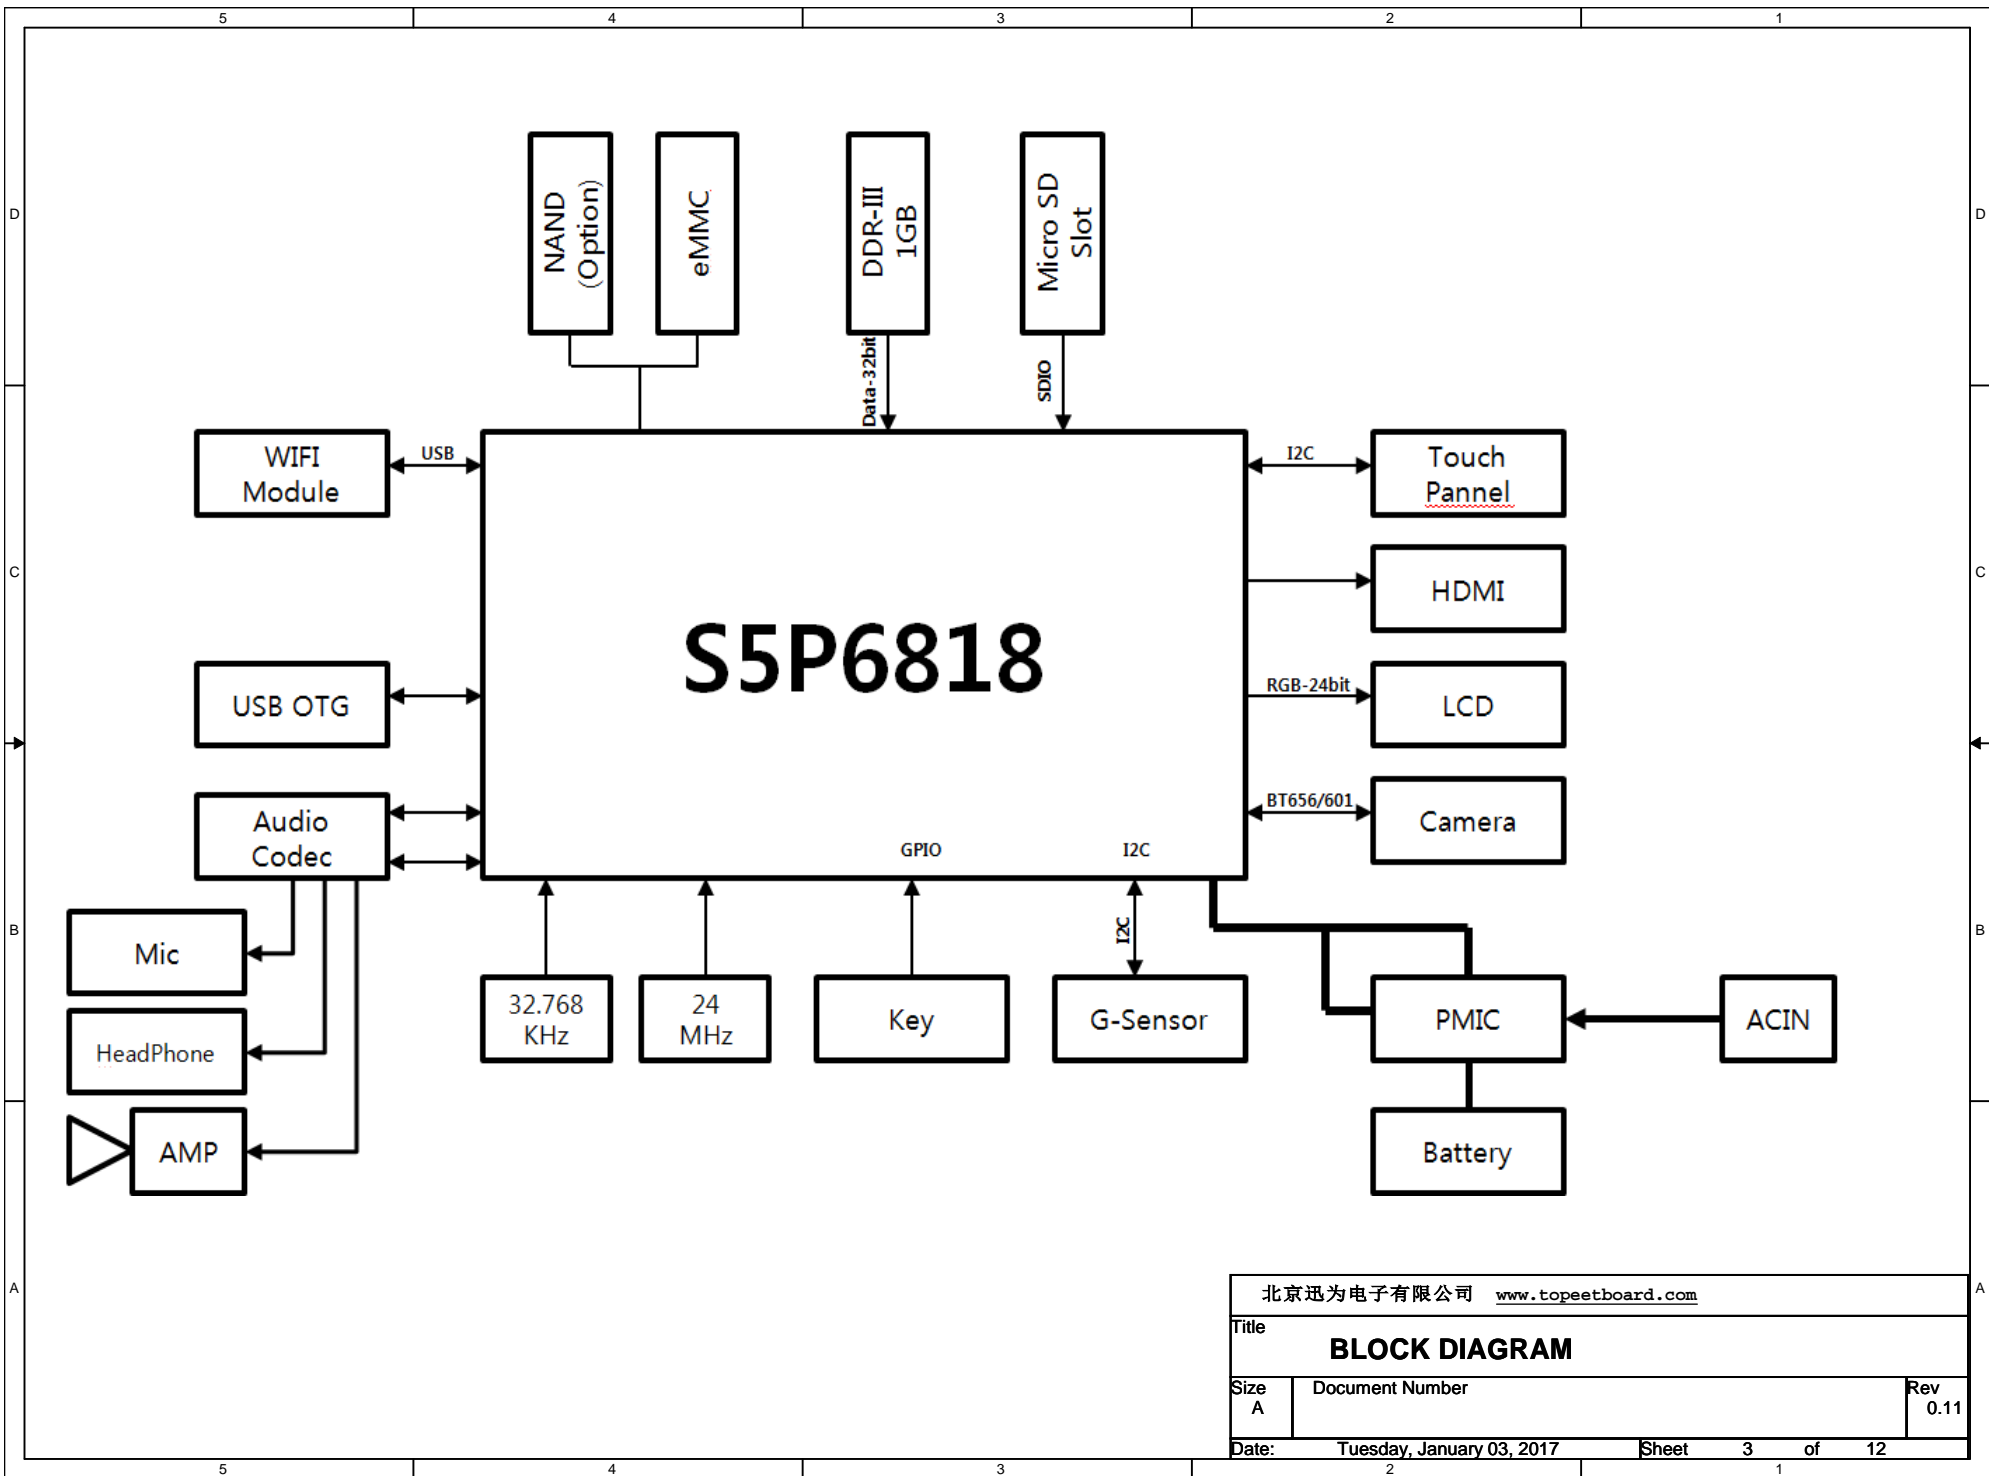 5 4 3 2 1
NAND
(Option)
eMMC
DDR-III
1GB
Micro SD
Slot
D D
Data-32bit
SDIO
WIFI
Module
USB
I2C
Touch
Pannel
C C
HDMI
S5P6818
USB OTG
RGB-24bit
LCD
Audio
Codec
BT656/601
Camera
GPIO
I2C
B B
Mic
I2C
32.768
KHz
24
MHz
Key
G-Sensor
PMIC
ACIN
HeadPhone
AMP
Battery
A A
北京迅为电子有限公司 www.topeetboard.com
Title
BLOCK DIAGRAM
Size
A
Document Number
Rev
0.11
Date: Tuesday, January 03, 2017 Sheet 3 of 12
5 4 3 2 1